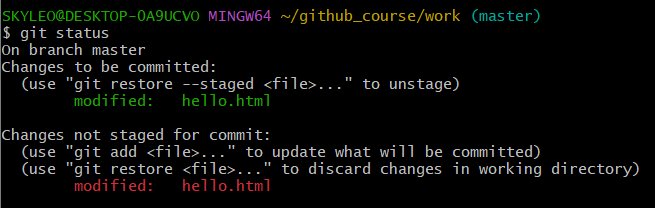 SKYLEO@DESKTOP-OA9UCVO MINGW64 ~/github_course/work (master)
$ git status
On branch master
Changes to be committed:
  (use "git restore --staged <file>..." to unstage)
        modified:   hello.html

Changes not staged for commit:
  (use "git add <file>..." to update what will be committed)
  (use "git restore <file>..." to discard changes in working directory)
        modified:   hello.html